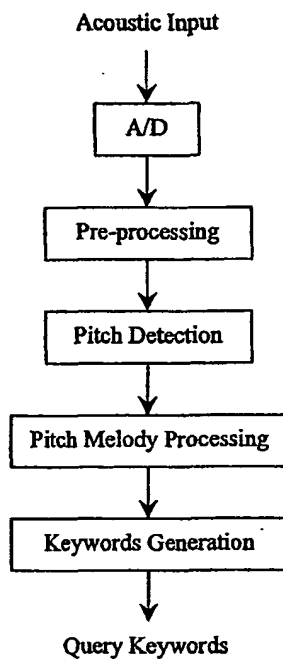 Acoustic Input
A/D
Pre-processing
Pitch Detection
Pitch Melody Processing
Keywords Generation
Query Keywords